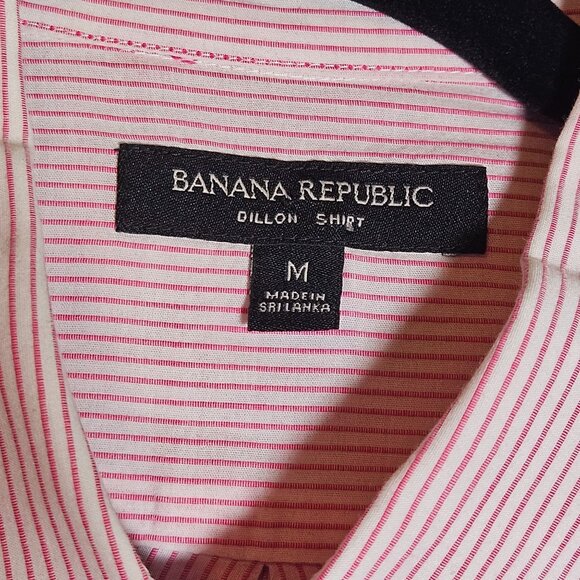 BANANA REPUBLIC
DILLON SHIRT
M
MADE IN
SRI LANKA